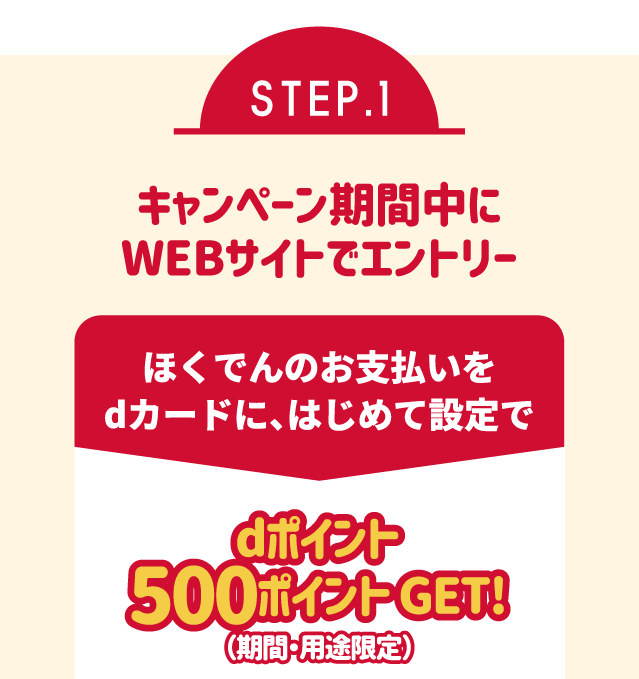 STEP.1
キャンペーン期間中に
WEBサイトでエントリー
ほくでんのお支払いを
dカードに、はじめて設定で
dポイント
500ポイントGET!
(期間・用途限定)